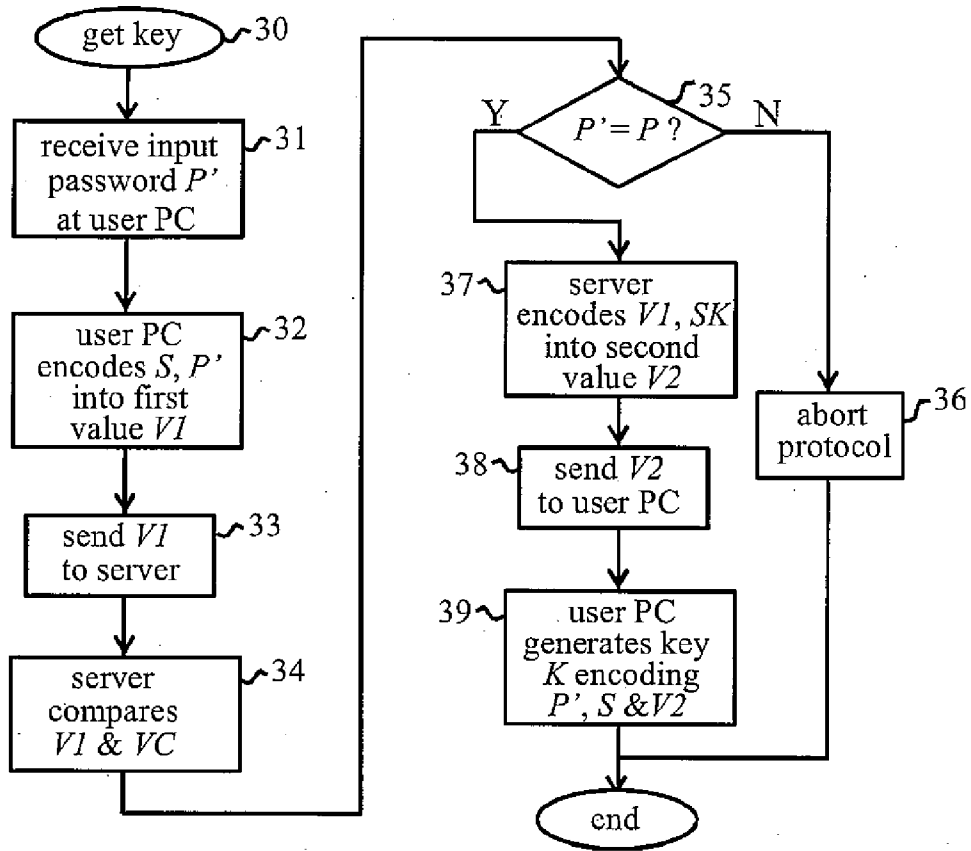 get key
30
receive input
password P'
at user PC
31
user PC
encodes S, P'
into first
value V1
32
send V1
to server
33
server
compares
V1 & VC
34
P' = P ?
35
Y
N
37
server
encodes V1, SK
into second
value V2
abort
protocol
36
38
send V2
to user PC
39
user PC
generates key
K encoding
P', S &V2
end